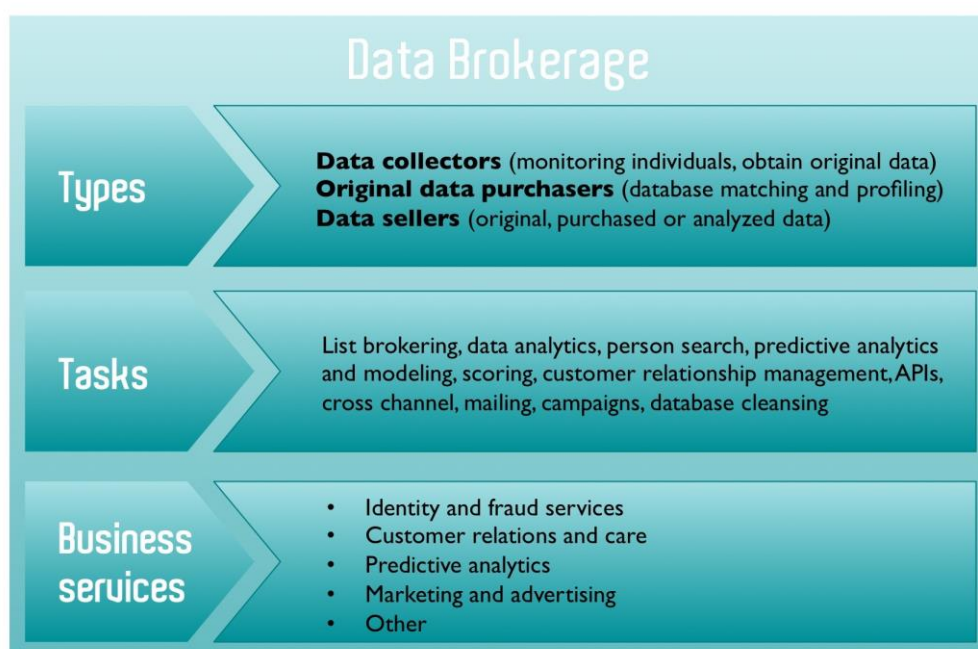 Data Brokerage
Types
Data collectors (monitoring individuals, obtain original data)
Original data purchasers (database matching and profiling)
Data sellers (original, purchased or analyzed data)
Tasks
List brokering, data analytics, person search, predictive analytics
and modeling, scoring, customer relationship management, APIs,
cross channel, mailing, campaigns, database cleansing
Business
services
• Identity and fraud services
• Customer relations and care
• Predictive analytics
• Marketing and advertising
• Other